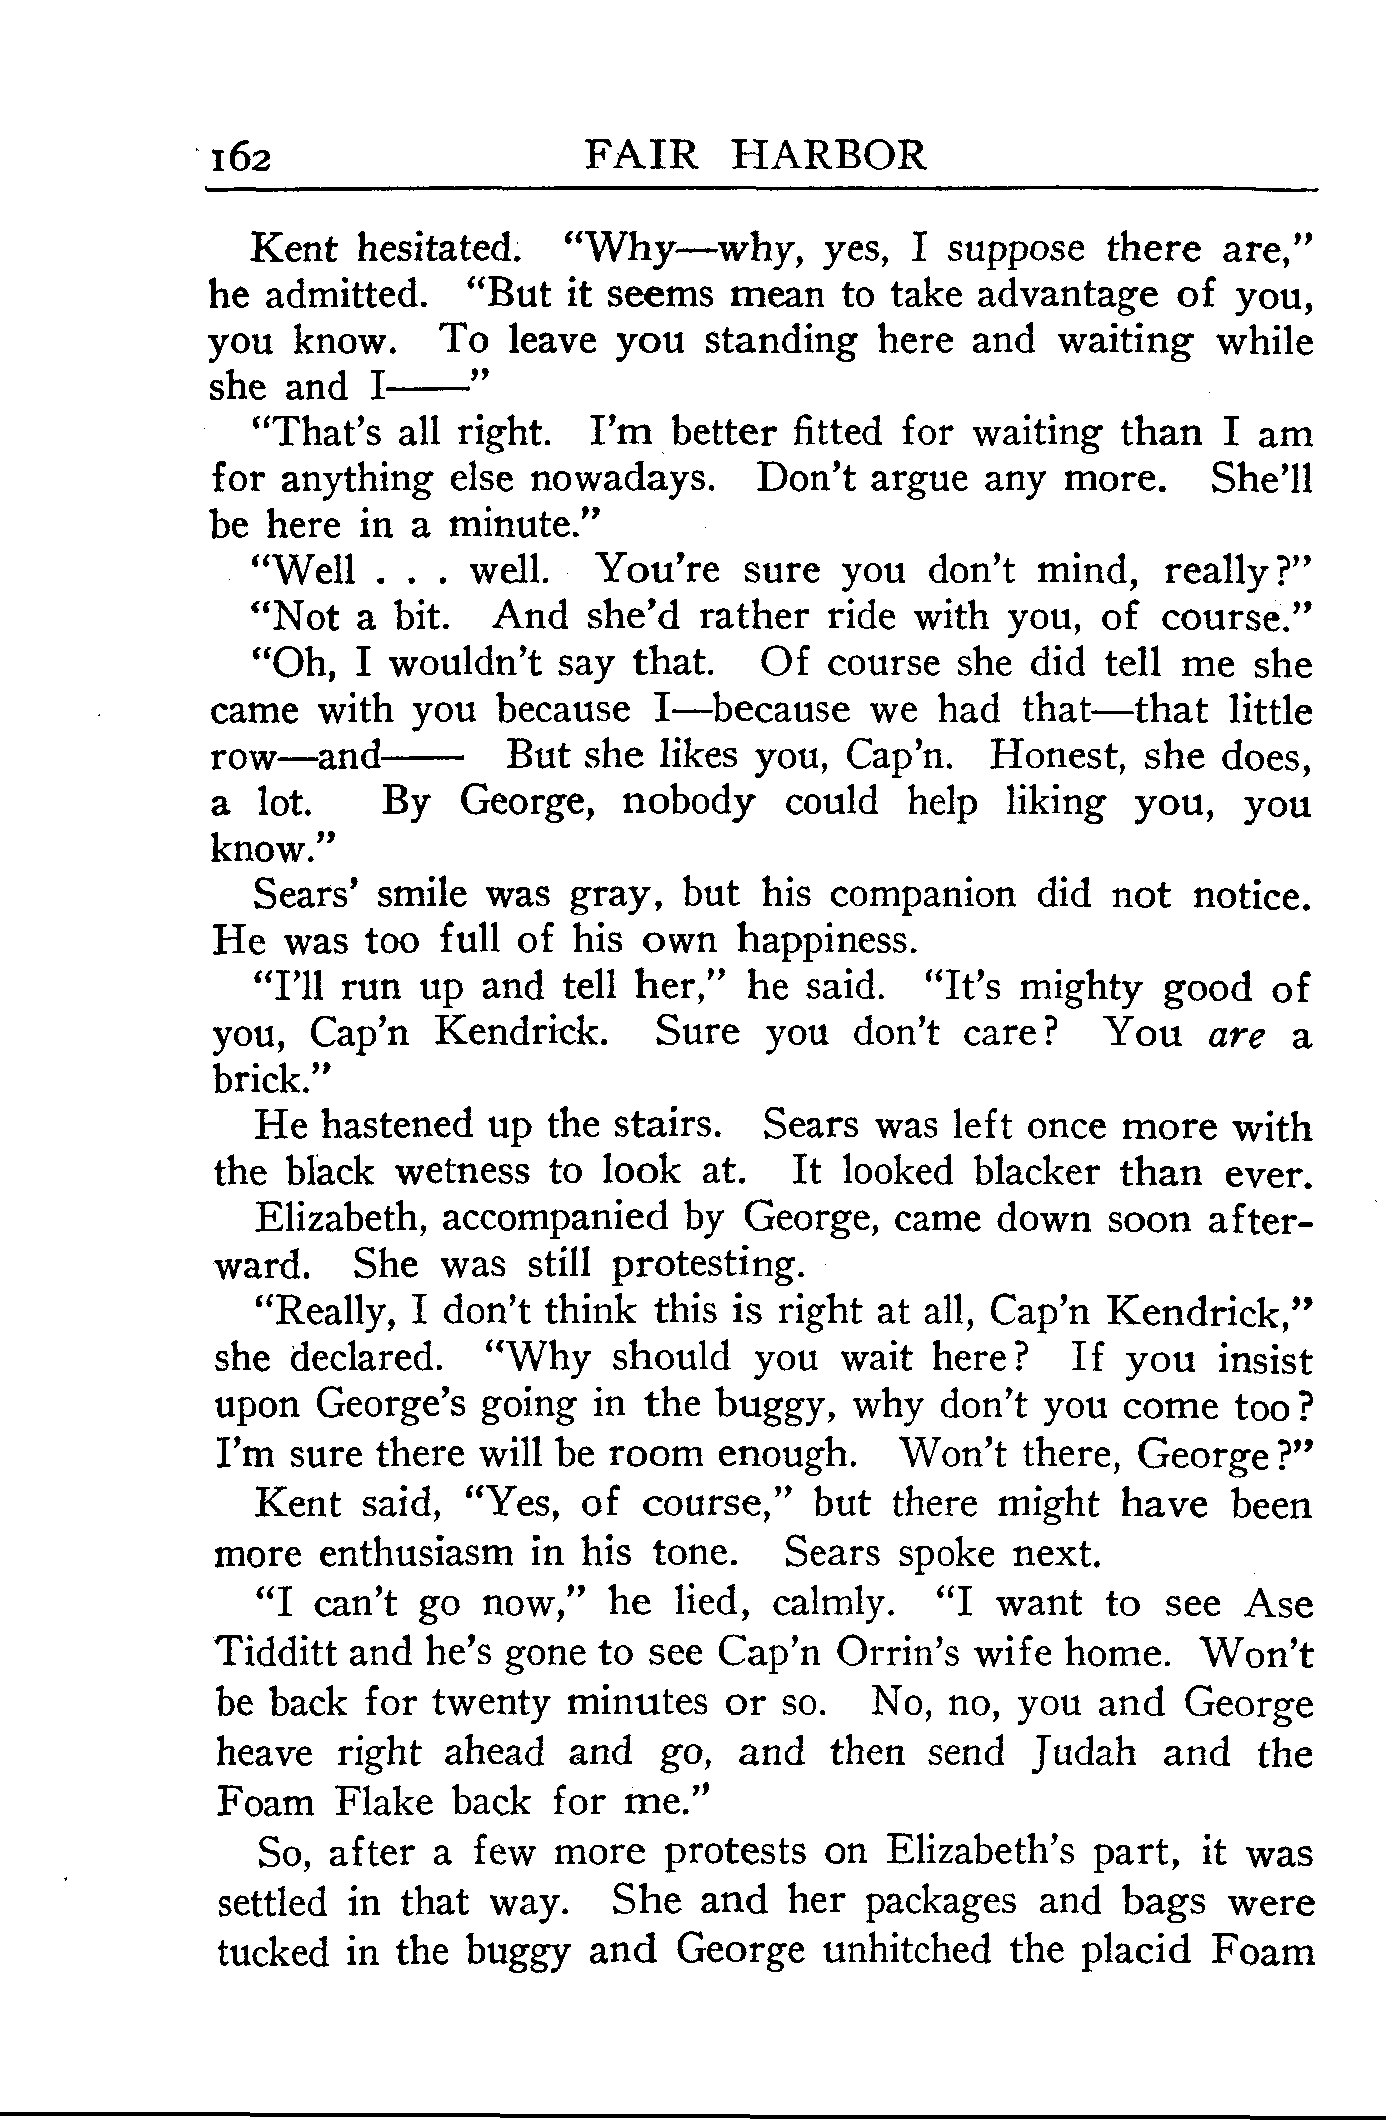 162 FAIR HARBOR
Kent hesitated. “Why—why, yes, I suppose there are,”
he admitted. “But it seems mean to take advantage of you,
you know. To leave you standing here and waiting while
she and I——”
“That’s all right. I’m better fitted for waiting than I am
for anything else nowadays. Don’t argue any more. She’ll
be here in a minute.”
“Well . . . well. You’re sure you don’t mind, really?”
“Not a bit. And she’d rather ride with you, of course.”
“Oh, I wouldn’t say that. Of course she did tell me she
came with you because I—because we had that—that little
row—and—— But she likes you, Cap’n. Honest, she does,
a lot. By George, nobody could help liking you, you
know.”
Sears’ smile was gray, but his companion did not notice.
He was too full of his own happiness.
“I’ll run up and tell her,” he said. “It’s mighty good of
you, Cap’n Kendrick. Sure you don’t care? You are a
brick.”
He hastened up the stairs. Sears was left once more with
the black wetness to look at. It looked blacker than ever.
Elizabeth, accompanied by George, came down soon after-
ward. She was still protesting.
“Really, I don’t think this is right at all, Cap’n Kendrick,”
she declared. “Why should you wait here? If you insist
upon George’s going in the buggy, why don’t you come too?
I’m sure there will be room enough. Won’t there, George?”
Kent said, “Yes, of course,” but there might have been
more enthusiasm in his tone. Sears spoke next.
“I can’t go now,” he lied, calmly. “I want to see Ase
Tidditt and he’s gone to see Cap’n Orrin’s wife home. Won’t
be back for twenty minutes or so. No, no, you and George
heave right ahead and go, and then send Judah and the
Foam Flake back for me.”
So, after a few more protests on Elizabeth’s part, it was
settled in that way. She and her packages and bags were
tucked in the buggy and George unhitched the placid Foam